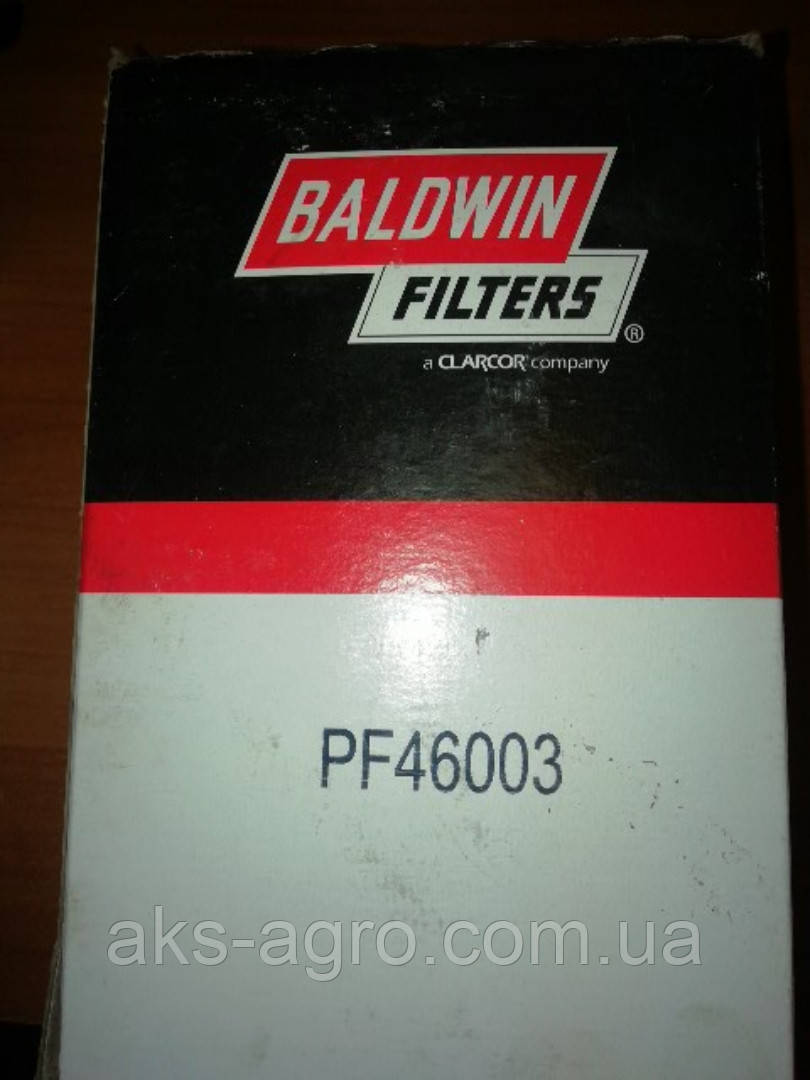 BALDWIN
FILTERS®
a CLARCOR company
PF46003
aks-agro.com.ua